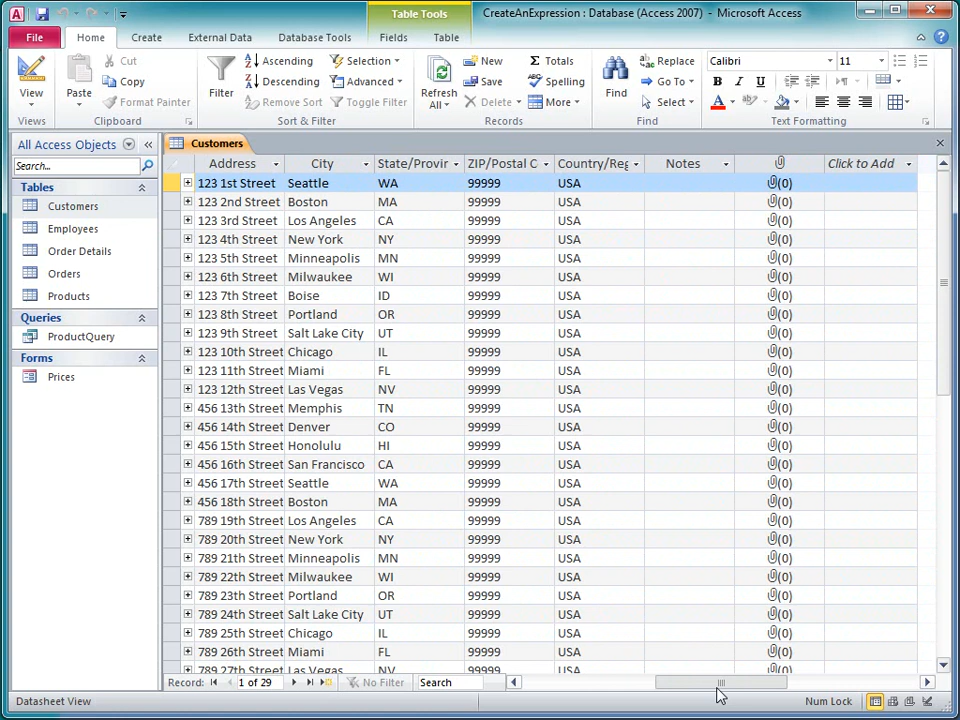 Table Tools
CreateAnExpression : Database (Access 2007) - Microsoft Access
File Home Create External Data Database Tools Fields Table
View
Views
Paste
Cut
Copy
Format Painter
Clipboard
Filter
Ascending
Descending
Remove Sort
Selection
Advanced
Toggle Filter
Sort & Filter
Refresh
All
New
Save
Delete
Totals
Spelling
More
Records
Find
Replace
Go To
Select
Find
Calibri 11
B I U
A ab
Text Formatting
All Access Objects
Search...
Tables
Customers
Employees
Order Details
Orders
Products
Queries
ProductQuery
Forms
Prices
Customers
Address City State/Provir ZIP/Postal C Country/Reg Notes Click to Add
123 1st Street Seattle WA 99999 USA (0)
123 2nd Street Boston MA 99999 USA (0)
123 3rd Street Los Angeles CA 99999 USA (0)
123 4th Street New York NY 99999 USA (0)
123 5th Street Minneapolis MN 99999 USA (0)
123 6th Street Milwaukee WI 99999 USA (0)
123 7th Street Boise ID 99999 USA (0)
123 8th Street Portland OR 99999 USA (0)
123 9th Street Salt Lake City UT 99999 USA (0)
123 10th Street Chicago IL 99999 USA (0)
123 11th Street Miami FL 99999 USA (0)
123 12th Street Las Vegas NV 99999 USA (0)
456 13th Street Memphis TN 99999 USA (0)
456 14th Street Denver CO 99999 USA (0)
456 15th Street Honolulu HI 99999 USA (0)
456 16th Street San Francisco CA 99999 USA (0)
456 17th Street Seattle WA 99999 USA (0)
456 18th Street Boston MA 99999 USA (0)
789 19th Street Los Angeles CA 99999 USA (0)
789 20th Street New York NY 99999 USA (0)
789 21th Street Minneapolis MN 99999 USA (0)
789 22th Street Milwaukee WI 99999 USA (0)
789 23th Street Portland OR 99999 USA (0)
789 24th Street Salt Lake City UT 99999 USA (0)
789 25th Street Chicago IL 99999 USA (0)
789 26th Street Miami FL 99999 USA (0)
789 27th Street Las Vegas NV 99999 USA (0)
Record: 1 of 29 No Filter Search
Datasheet View Num Lock